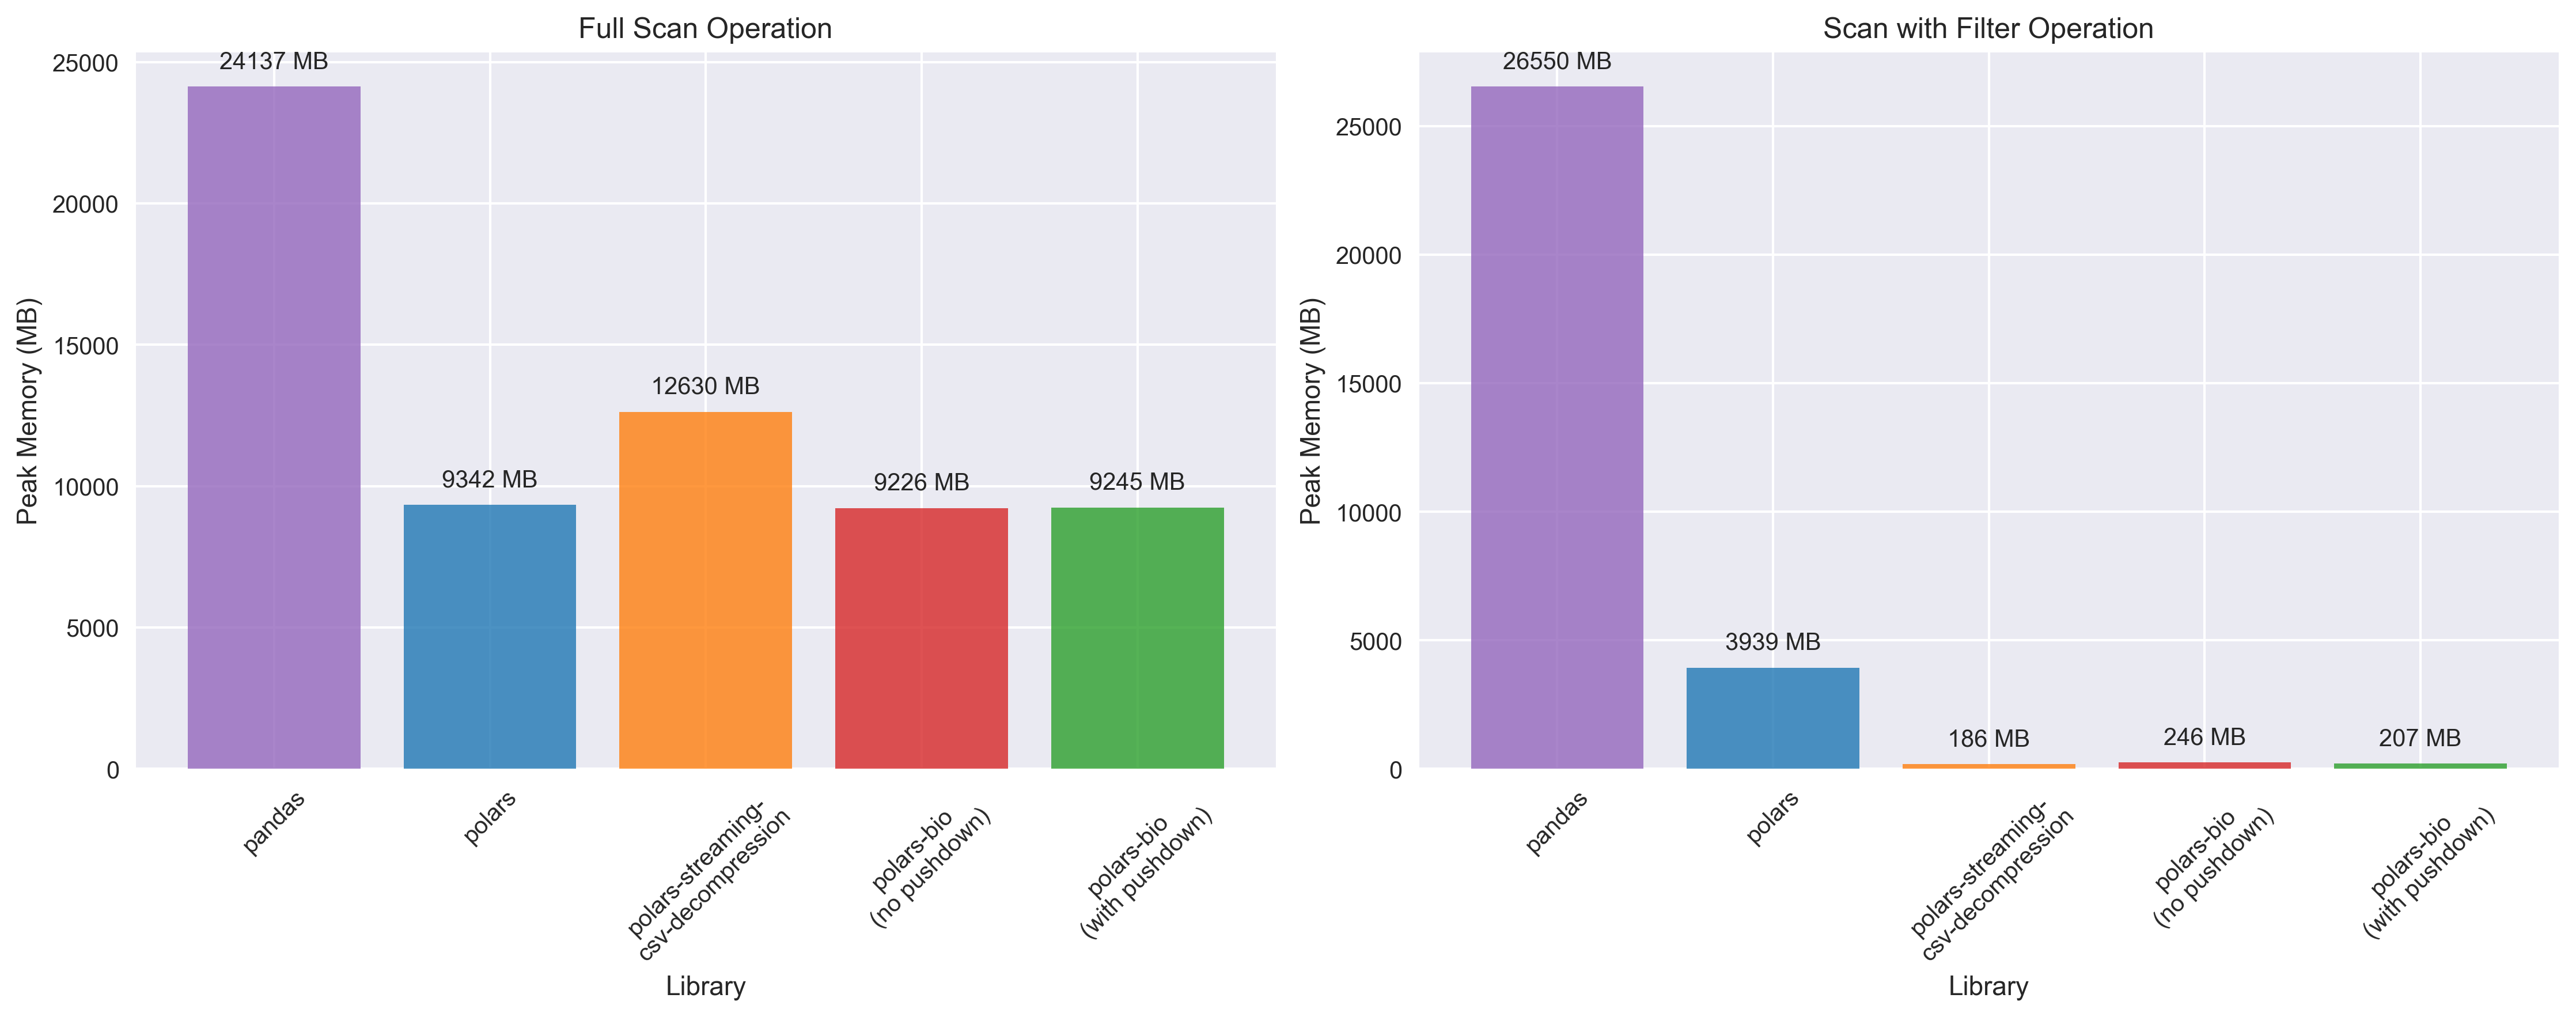 Full Scan Operation
Peak Memory (MB)
25000
20000
15000
10000
5000
0
24137 MB
9342 MB
12630 MB
9226 MB
9245 MB
pandas
polars
polars-streaming-
csv-decompression
polars-bio
(no pushdown)
polars-bio
(with pushdown)
Library
Scan with Filter Operation
Peak Memory (MB)
25000
20000
15000
10000
5000
0
26550 MB
3939 MB
186 MB
246 MB
207 MB
pandas
polars
polars-streaming-
csv-decompression
polars-bio
(no pushdown)
polars-bio
(with pushdown)
Library